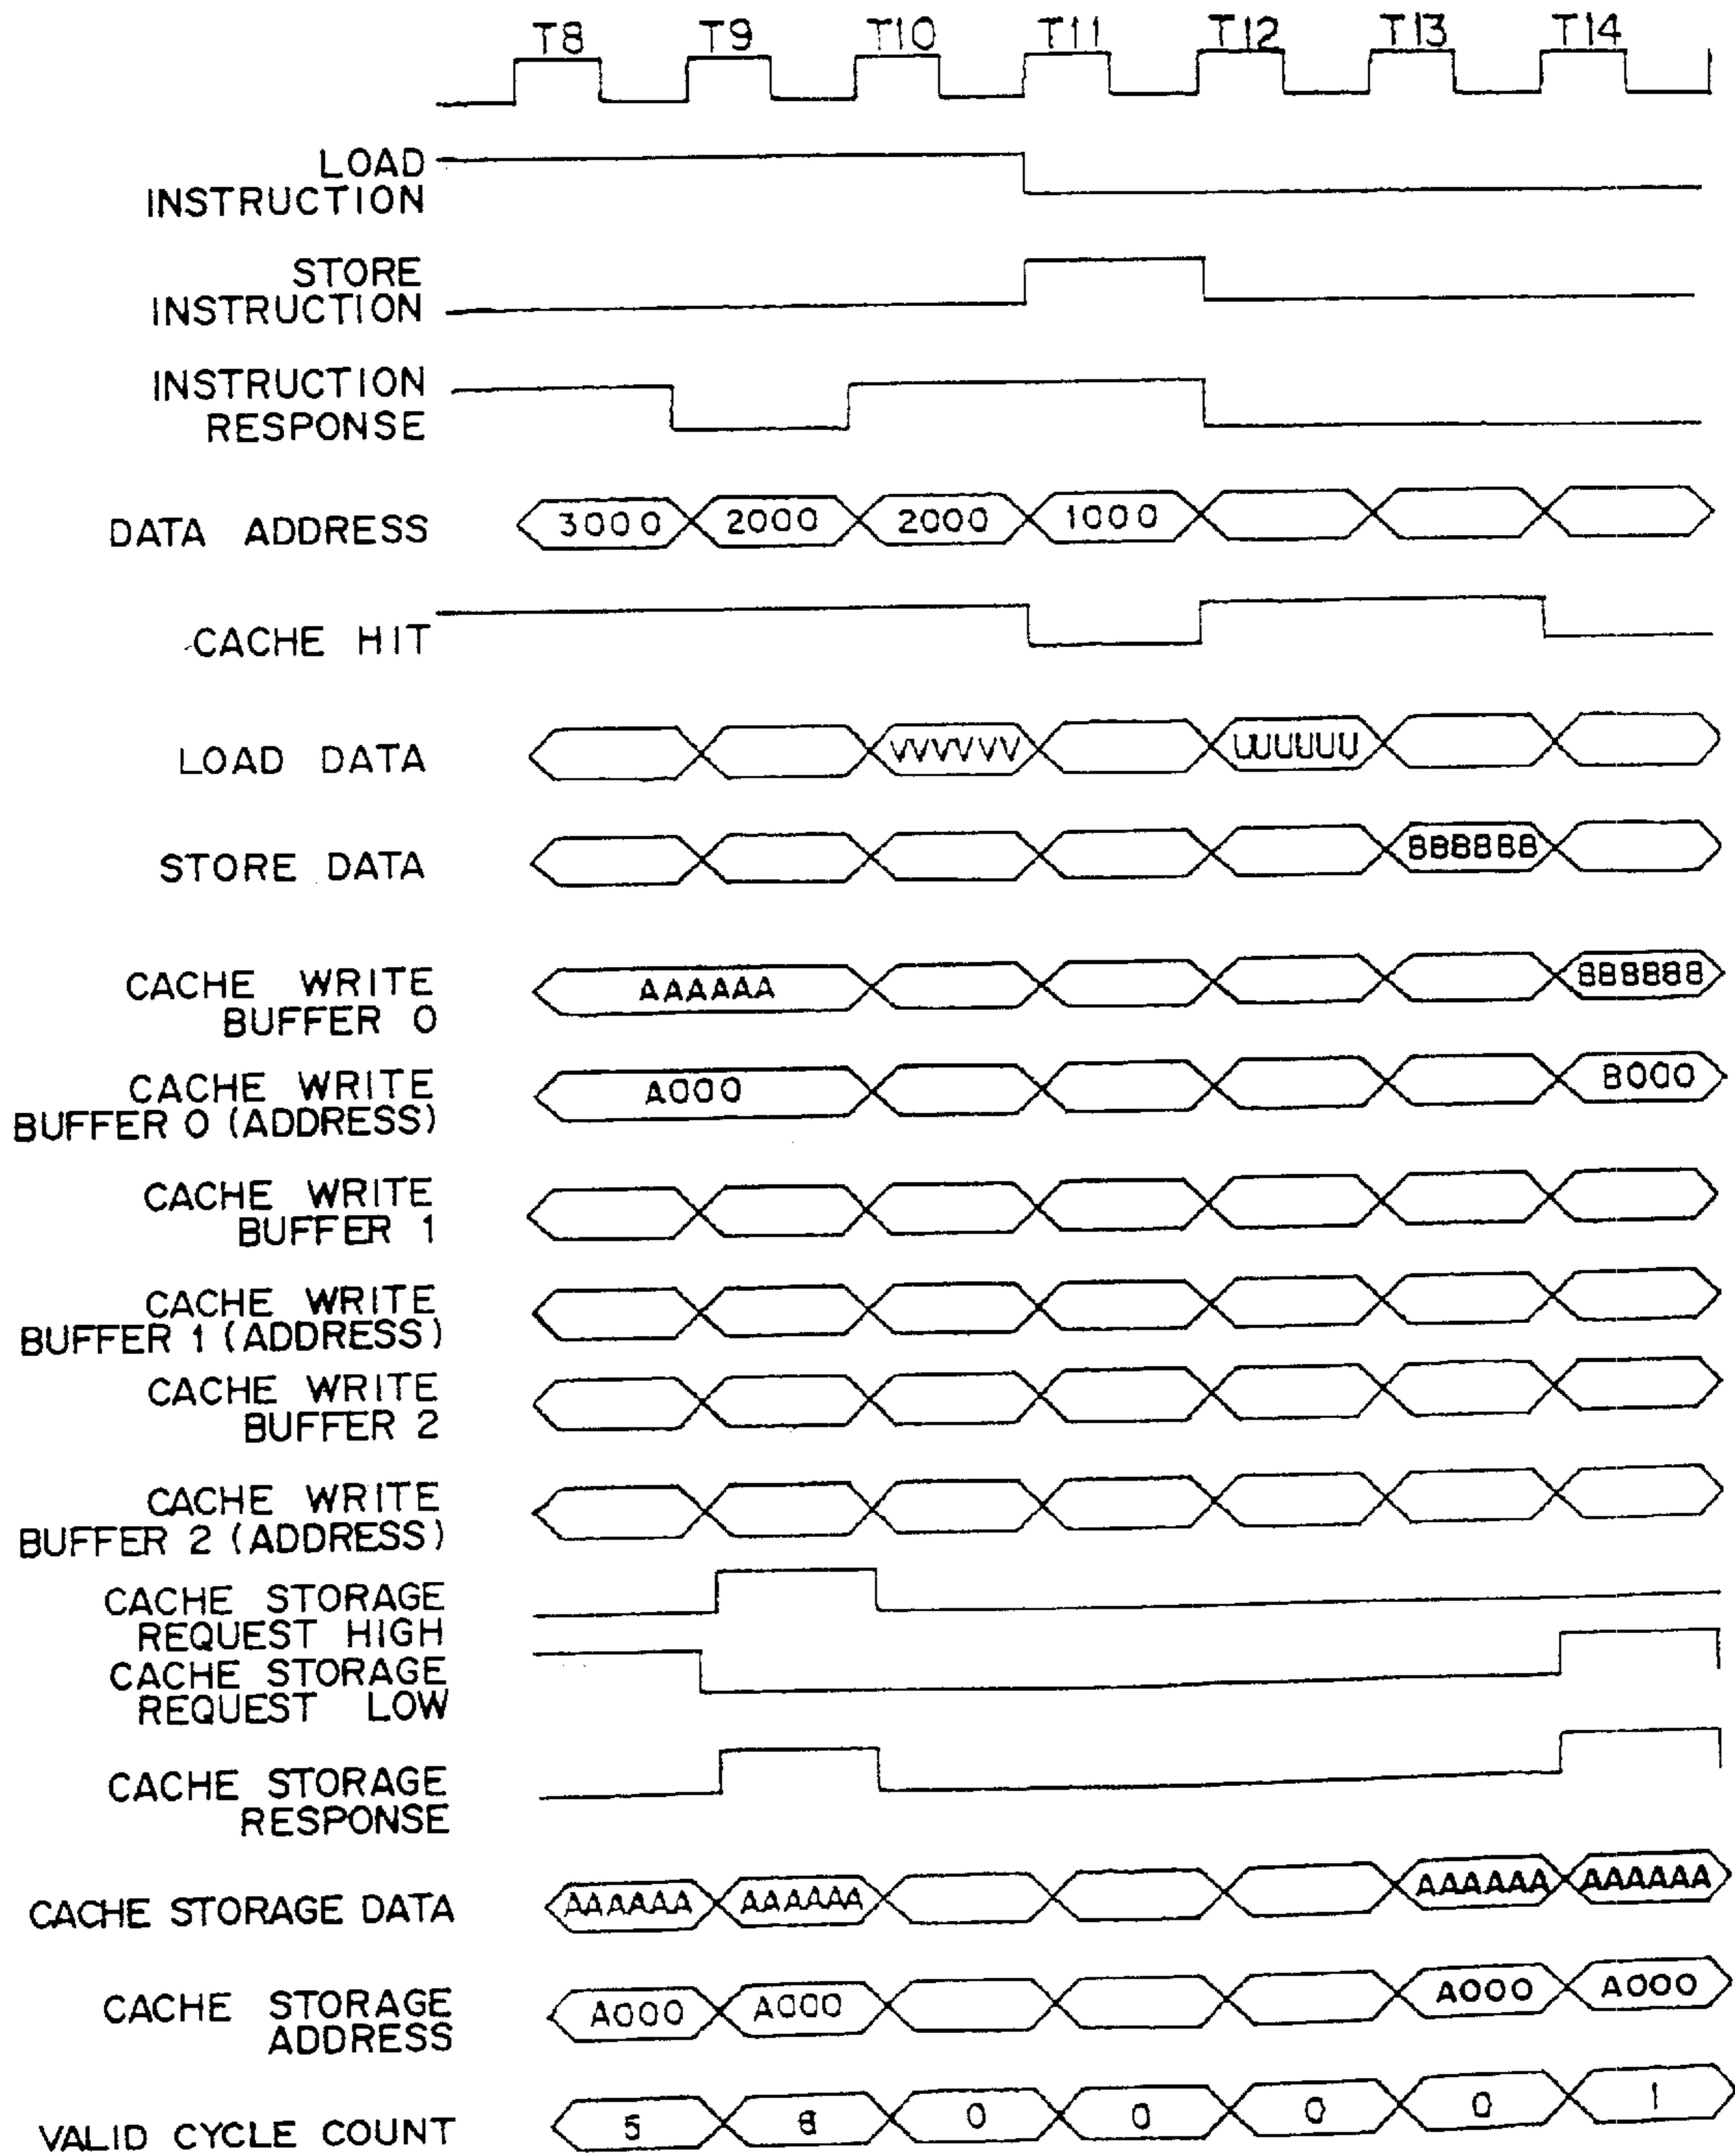 T8 T9 T10 T11 T12 T13 T14
LOAD
INSTRUCTION
STORE
INSTRUCTION
INSTRUCTION
RESPONSE
DATA ADDRESS 3000 2000 2000 1000
CACHE HIT
LOAD DATA VVVVVV UUUUUU
STORE DATA BBBBBB
CACHE WRITE
BUFFER 0 AAAAAA BBBBBB
CACHE WRITE
BUFFER 0 (ADDRESS) A000 B000
CACHE WRITE
BUFFER 1
CACHE WRITE
BUFFER 1 (ADDRESS)
CACHE WRITE
BUFFER 2
CACHE WRITE
BUFFER 2 (ADDRESS)
CACHE STORAGE
REQUEST HIGH
CACHE STORAGE
REQUEST LOW
CACHE STORAGE
RESPONSE
CACHE STORAGE DATA AAAAAA AAAAAA AAAAAA AAAAAA
CACHE STORAGE
ADDRESS A000 A000 A000 A000
VALID CYCLE COUNT 5 8 0 0 0 0 1